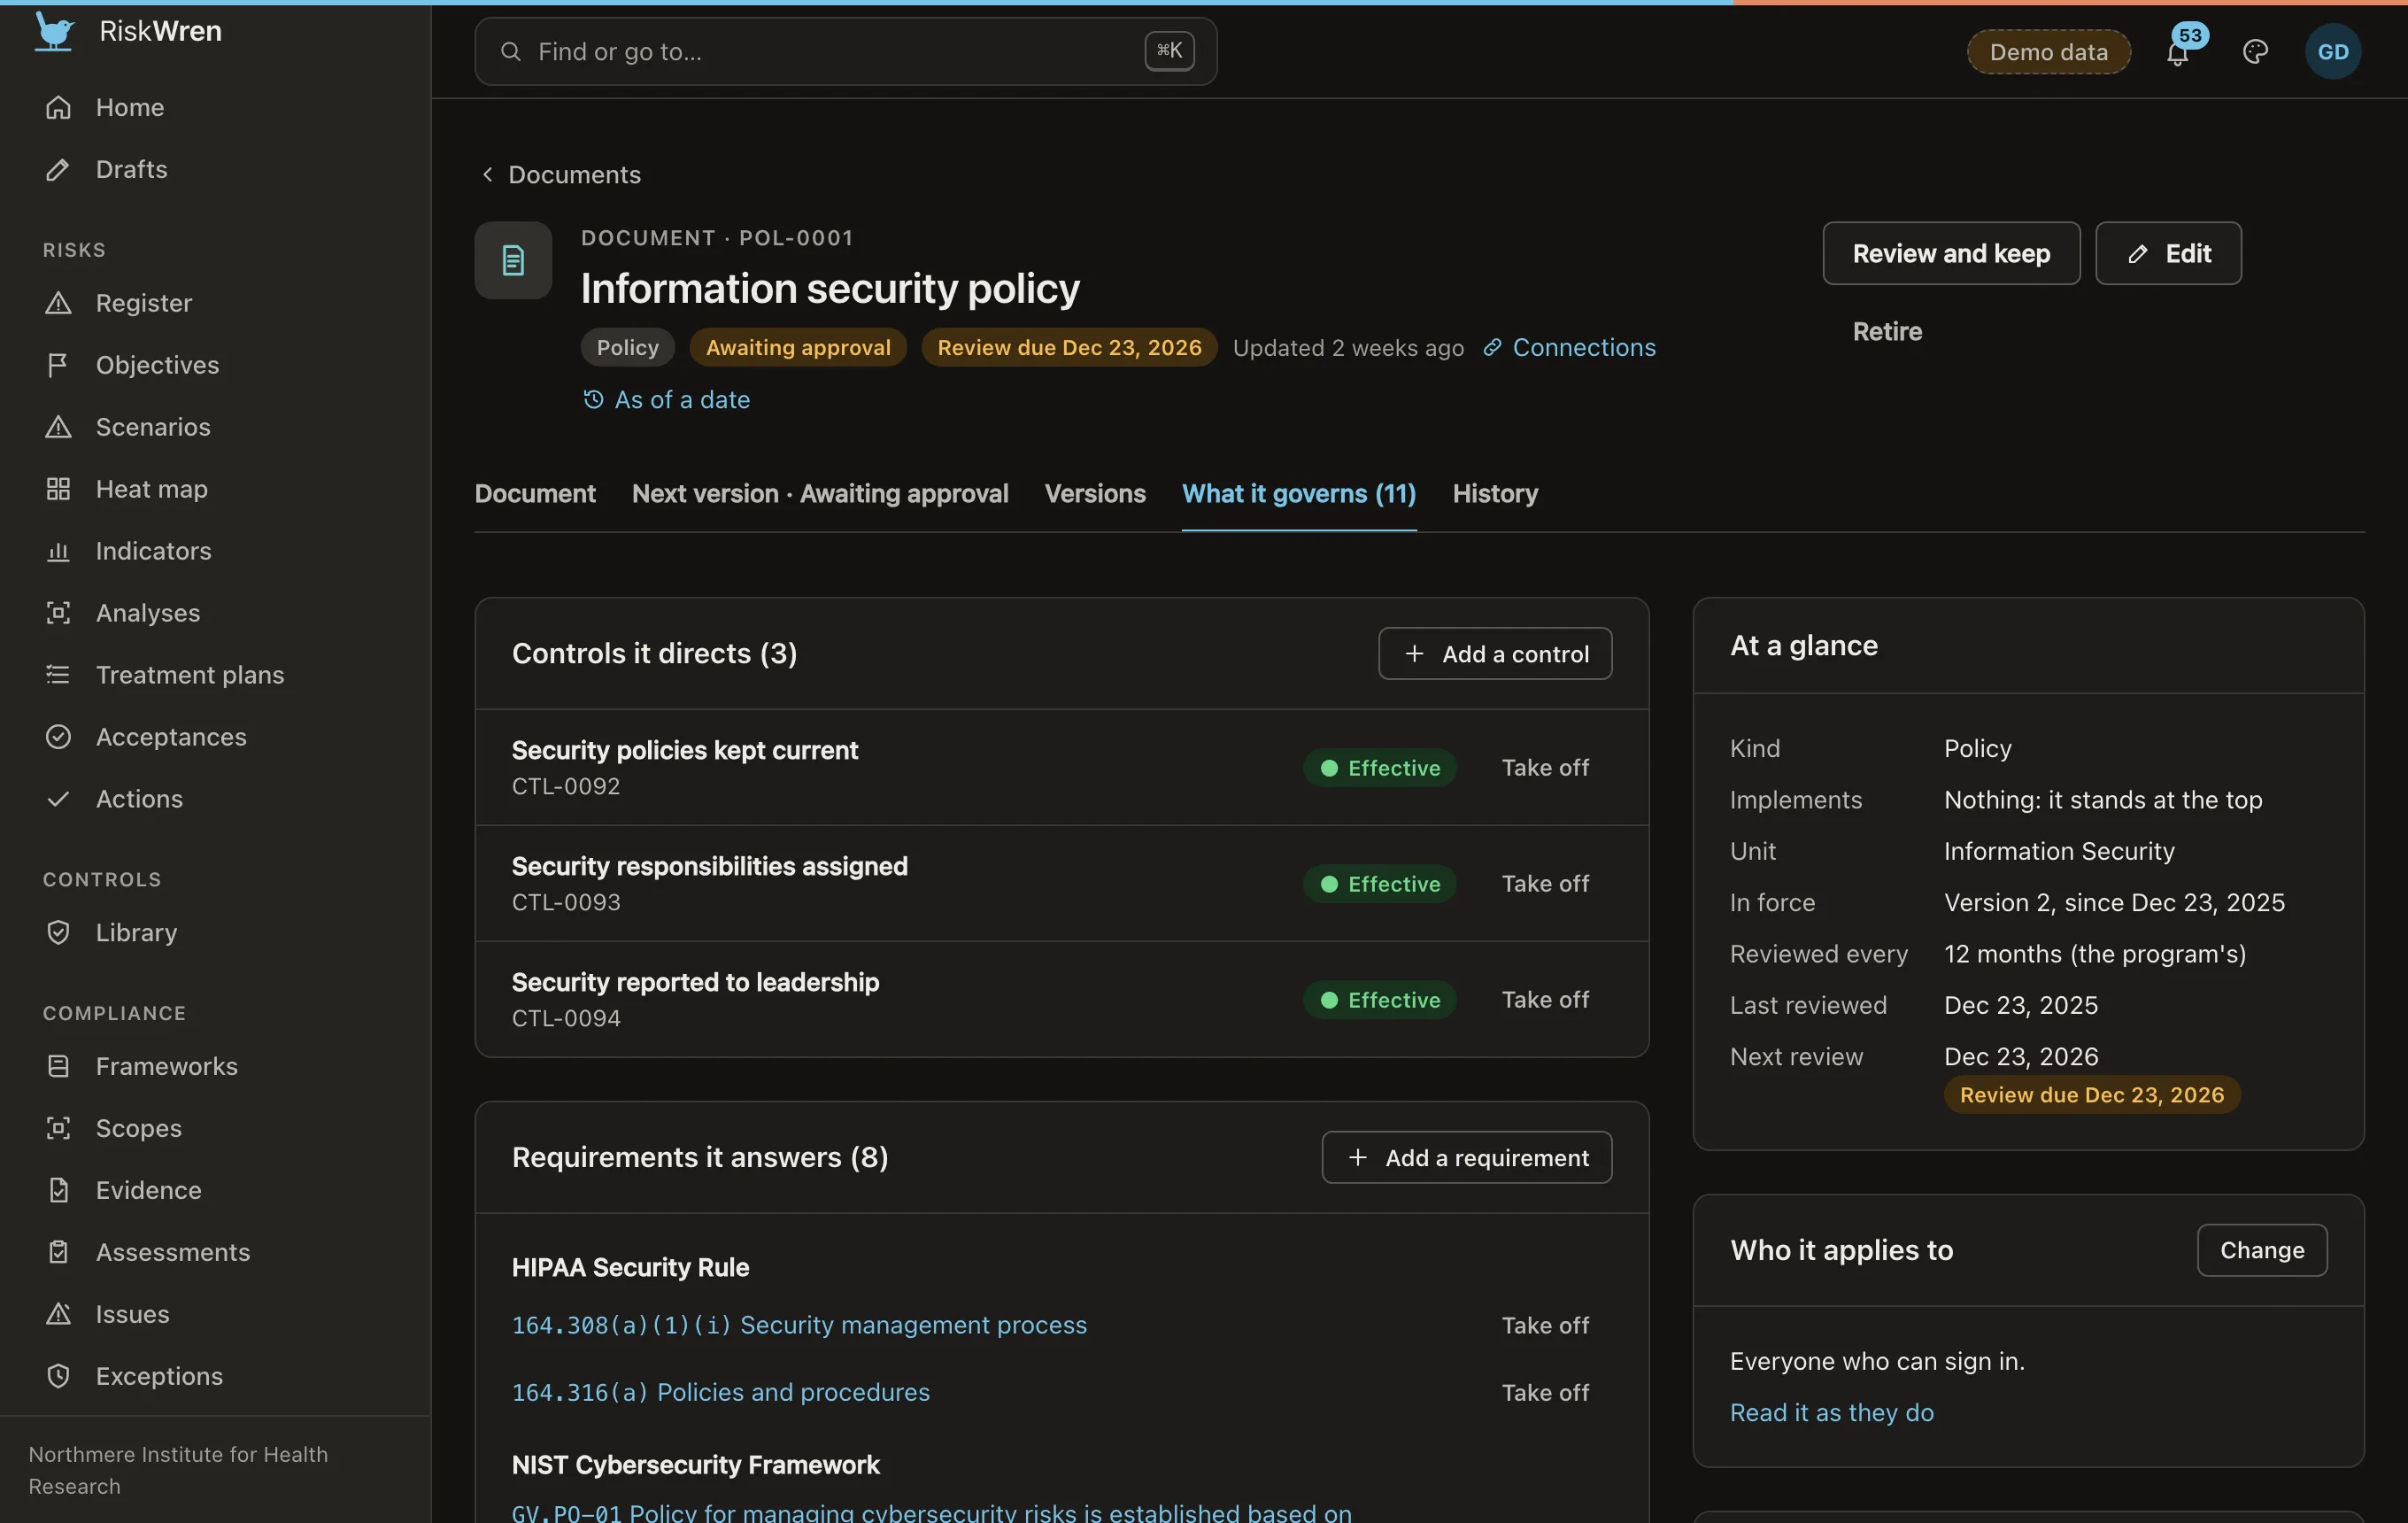 RiskWren
Find or go to...
⌘K
Demo data
53
GD
Home
Drafts
RISKS
Register
Objectives
Scenarios
Heat map
Indicators
Analyses
Treatment plans
Acceptances
Actions
CONTROLS
Library
COMPLIANCE
Frameworks
Scopes
Evidence
Assessments
Issues
Exceptions
Northmere Institute for Health
Research
Documents
DOCUMENT · POL-0001
Information security policy
Policy
Awaiting approval
Review due Dec 23, 2026
Updated 2 weeks ago
Connections
As of a date
Review and keep
Edit
Retire
Document
Next version · Awaiting approval
Versions
What it governs (11)
History
Controls it directs (3)
Add a control
Security policies kept current
CTL-0092
Effective
Take off
Security responsibilities assigned
CTL-0093
Effective
Take off
Security reported to leadership
CTL-0094
Effective
Take off
Requirements it answers (8)
Add a requirement
HIPAA Security Rule
164.308(a)(1)(i) Security management process
Take off
164.316(a) Policies and procedures
Take off
NIST Cybersecurity Framework
GV.PO-01 Policy for managing cybersecurity risks is established based on
At a glance
Kind Policy
Implements Nothing: it stands at the top
Unit Information Security
In force Version 2, since Dec 23, 2025
Reviewed every 12 months (the program's)
Last reviewed Dec 23, 2025
Next review Dec 23, 2026
Review due Dec 23, 2026
Who it applies to
Change
Everyone who can sign in.
Read it as they do